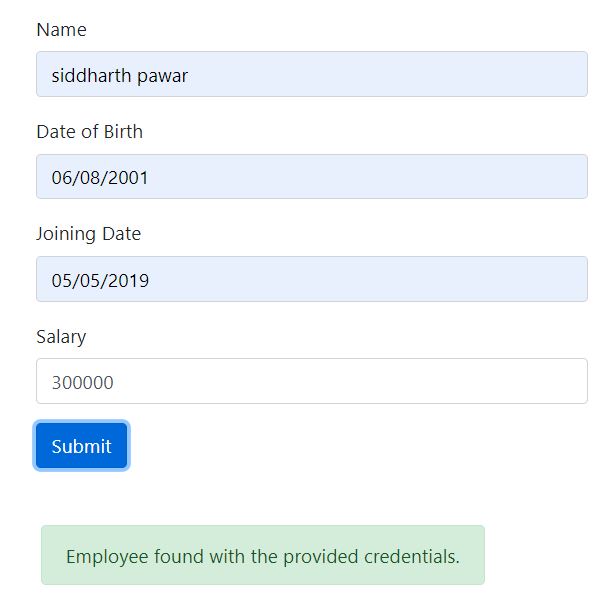 Name
siddharth pawar
Date of Birth
06/08/2001
Joining Date
05/05/2019
Salary
300000
Submit
Employee found with the provided credentials.